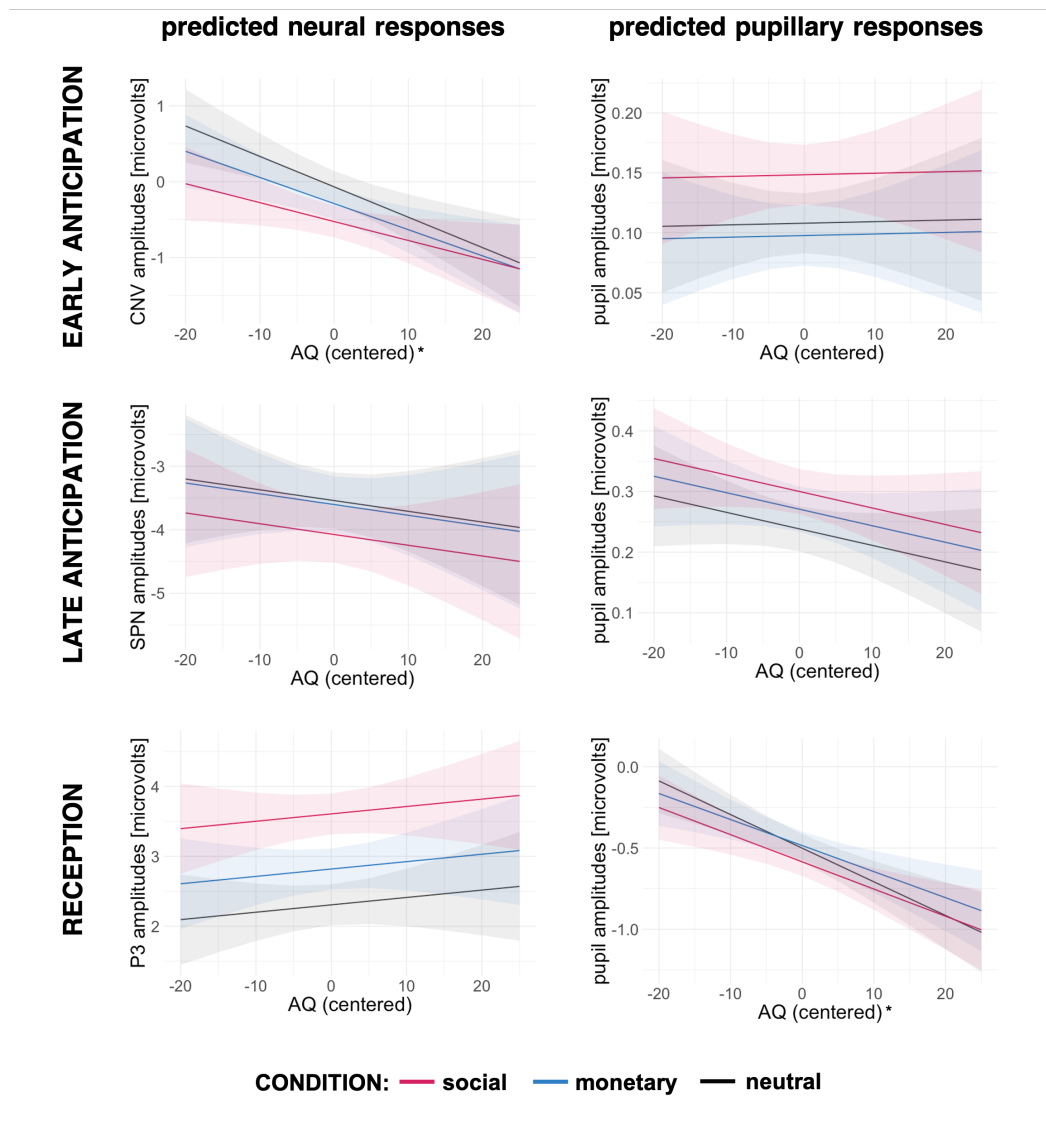 predicted neural responses
predicted pupillary responses
EARLY ANTICIPATION
CNV amplitudes [microvolts]
1
0
-1
-20 -10 0 10 20
AQ (centered) *
pupil amplitudes [microvolts]
0.20
0.15
0.10
0.05
-20 -10 0 10 20
AQ (centered)
LATE ANTICIPATION
SPN amplitudes [microvolts]
-3
-4
-5
-20 -10 0 10 20
AQ (centered)
pupil amplitudes [microvolts]
0.4
0.3
0.2
0.1
-20 -10 0 10 20
AQ (centered)
RECEPTION
P3 amplitudes [microvolts]
4
3
2
-20 -10 0 10 20
AQ (centered)
pupil amplitudes [microvolts]
0.0
-0.5
-1.0
-20 -10 0 10 20
AQ (centered) *
CONDITION: social monetary neutral